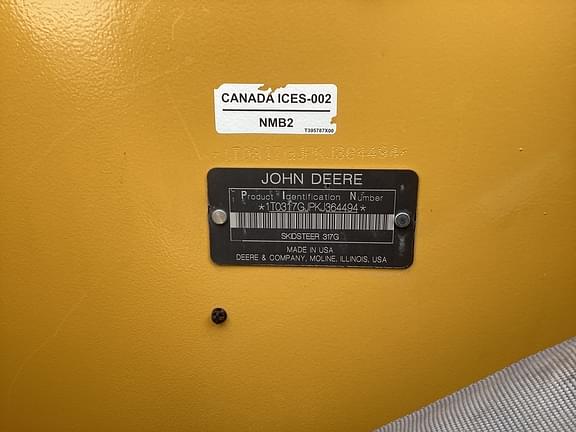 CANADA ICES-002
NMB2
T395787X00
1T0317GJPKJ364494*
JOHN DEERE
Product Identification Number
*1T0317GJPKJ364494*
SKIDSTEER 317G
MADE IN USA
DEERE & COMPANY, MOLINE, ILLINOIS, USA